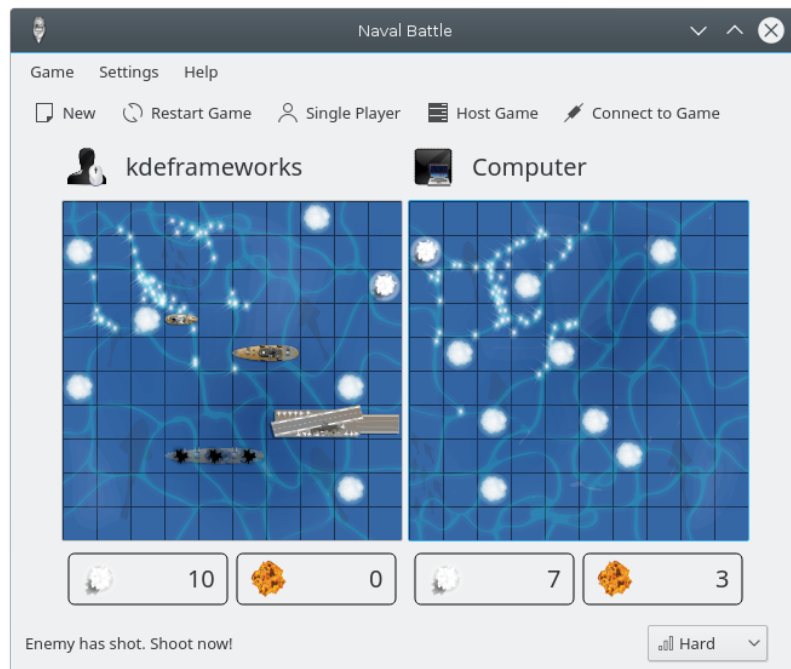 Naval Battle
Game Settings Help
New Restart Game Single Player Host Game Connect to Game
kdeframeworks Computer
10 0 7 3
Enemy has shot. Shoot now! Hard